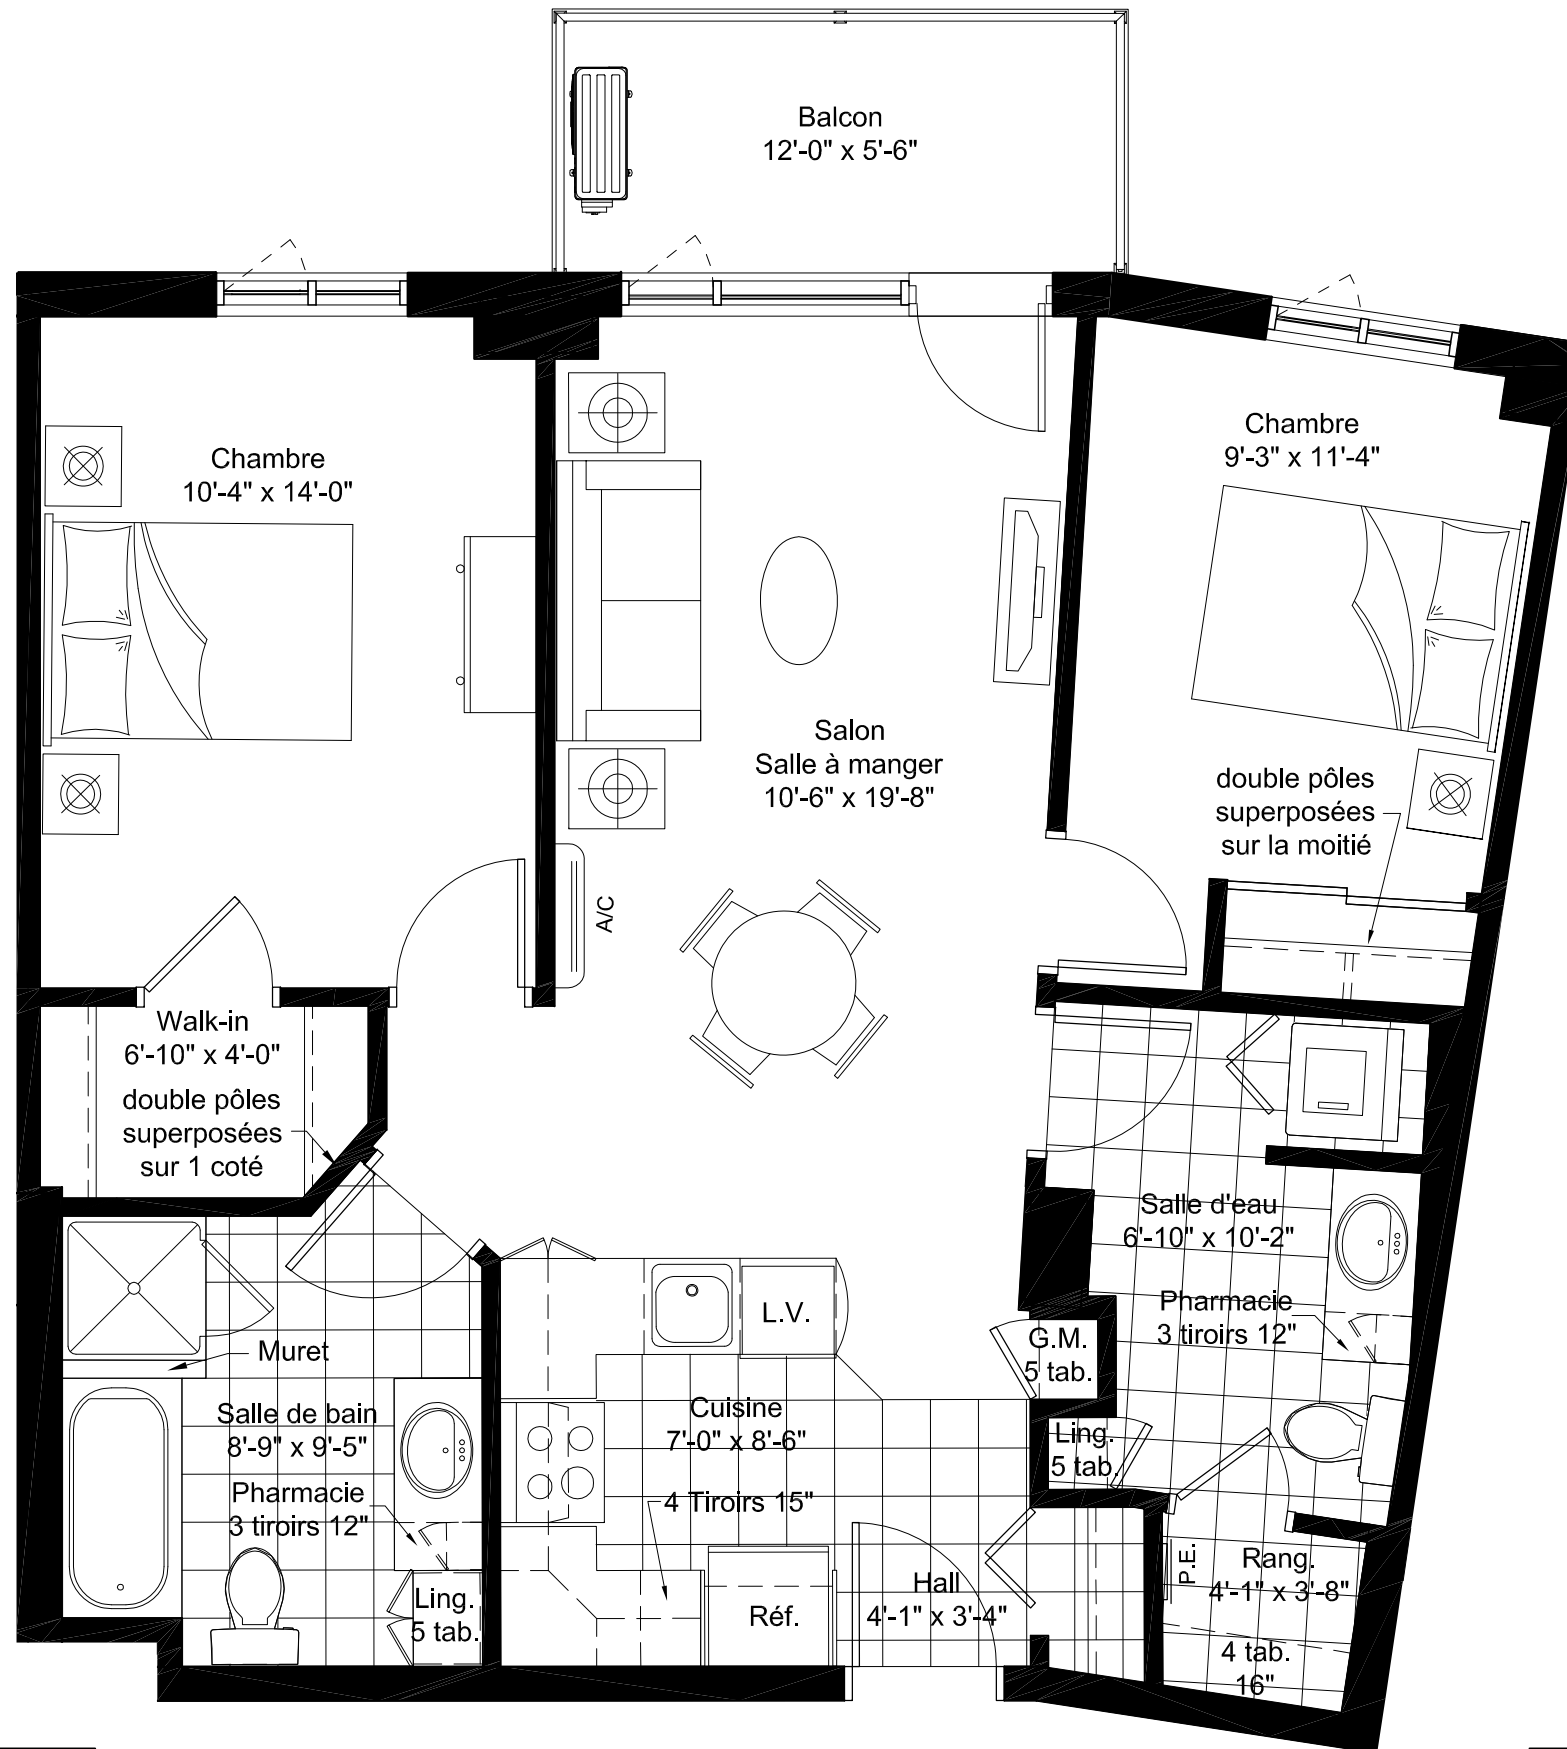 Balcon
12'-0" x 5'-6"
Chambre
10'-4" x 14'-0"
Chambre
9'-3" x 11'-4"
Salon
Salle à manger
10'-6" x 19'-8"
double pôles
superposées
sur la moitié
A/C
Walk-in
6'-10" x 4'-0"
double pôles
superposées
sur 1 coté
Salle d'eau
6'-10" x 10'-2"
Pharmacie
3 tiroirs 12"
L.V.
G.M.
5 tab.
Muret
Salle de bain
8'-9" x 9'-5"
Cuisine
7'-0" x 8'-6"
Ling.
5 tab.
Pharmacie
3 tiroirs 12"
4 Tiroirs 15"
Ling.
5 tab.
Réf.
Hall
4'-1" x 3'-4"
P.E.
Rang.
4'-1" x 3'-8"
4 tab.
16"